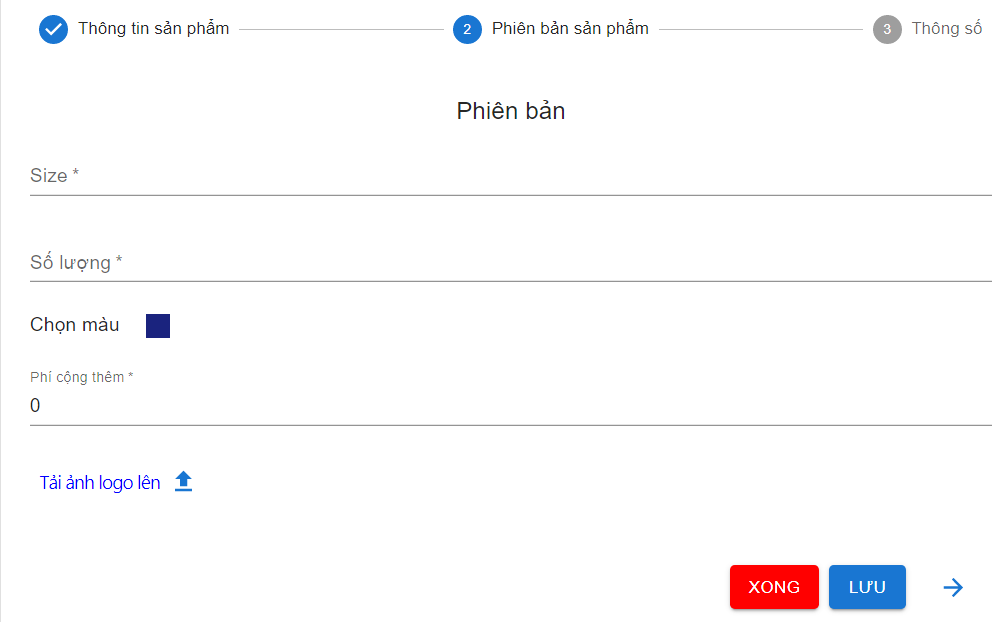 Thông tin sản phẩm 2 Phiên bản sản phẩm 3 Thông số
Phiên bản
Size *
Số lượng *
Chọn màu
Phí cộng thêm *
0
Tải ảnh logo lên
XONG LƯU